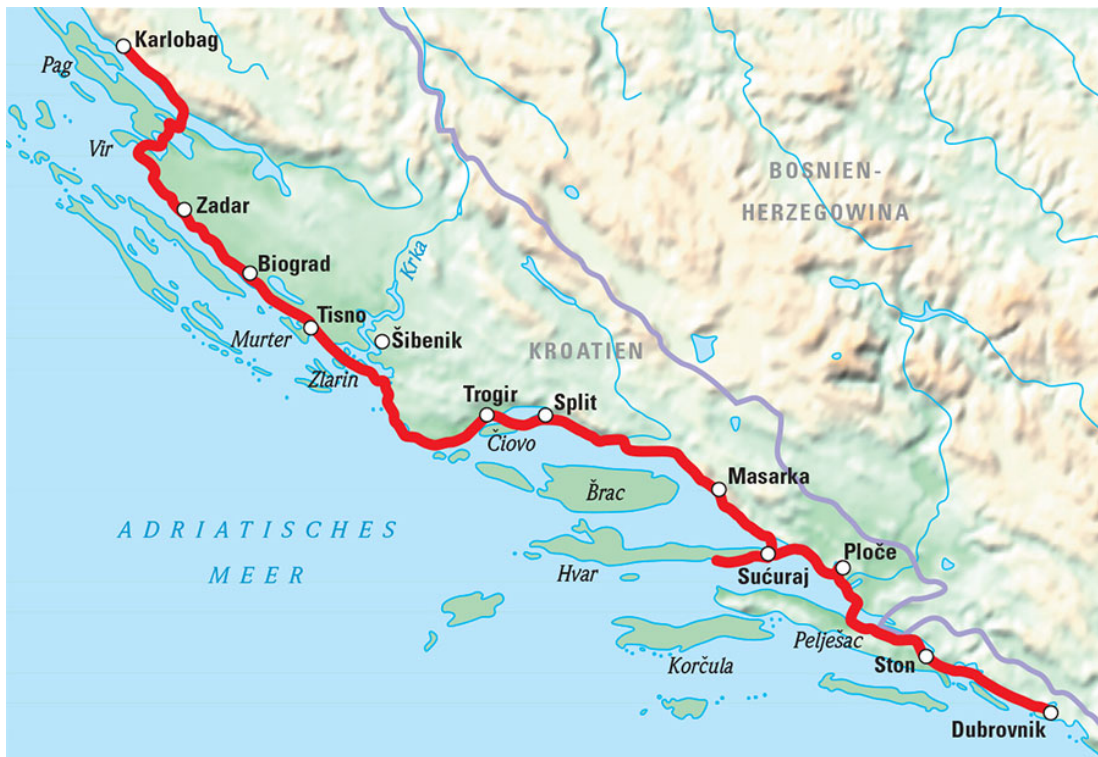 Karlobag
Pag
Vir
Zadar
BOSNIEN-
HERZEGOWINA
Krka
Biograd
Tisno
Murter
Šibenik
KROATIEN
Zlarin
Trogir
Split
Čiovo
Masarka
Brac
ADRIATISCHES
MEER
Ploče
Hvar
Sućuraj
Pelješac
Korčula
Ston
Dubrovnik